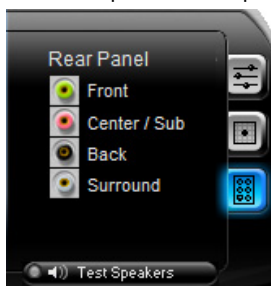 Rear Panel
Front
Center / Sub
Back
Surround
Test Speakers